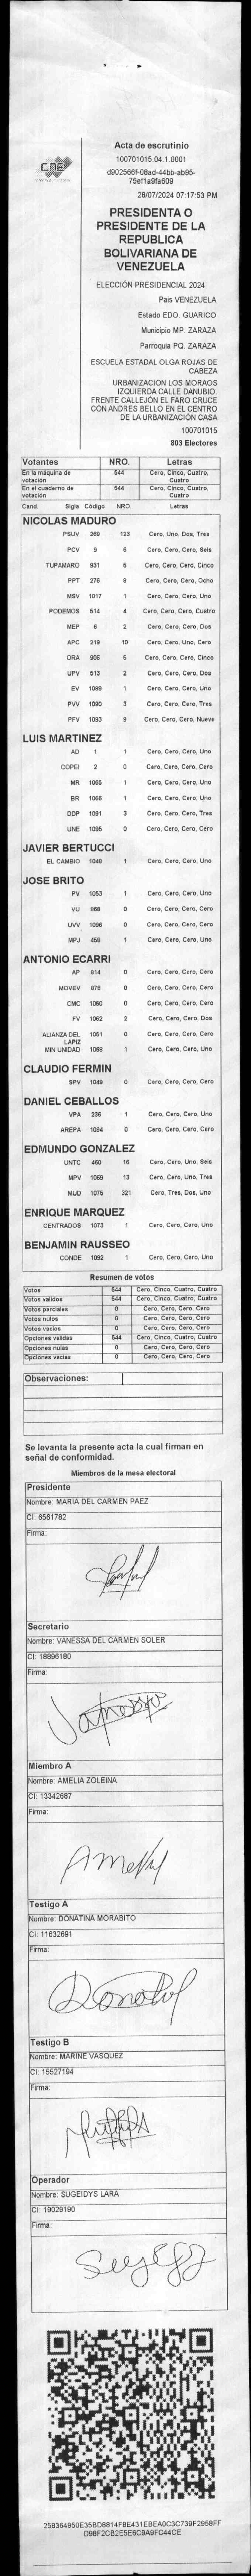 CNE
Acta de escrutinio
100701015.04.1.0001
d902566f-08ad-44bb-ab95-
75ef1a9fa609
28/07/2024 07:17:53 PM
PRESIDENTA O
PRESIDENTE DE LA
REPUBLICA
BOLIVARIANA DE
VENEZUELA
ELECCIÓN PRESIDENCIAL 2024
Pais VENEZUELA
Estado EDO. GUARICO
Municipio MP. ZARAZA
Parroquia PQ. ZARAZA
ESCUELA ESTADAL OLGA ROJAS DE
CABEZA
URBANIZACION LOS MORAOS
IZQUIERDA CALLE DANUBIO.
FRENTE CALLEJÓN EL FARO CRUCE
CON ANDRES BELLO EN EL CENTRO
DE LA URBANIZACIÓN CASA
100701015
803 Electores
Votantes NRO. Letras
En la máquina de votación 544 Cero, Cinco, Cuatro, Cuatro
En el cuaderno de votación 544 Cero, Cinco, Cuatro, Cuatro
Cand. Sigla Código NRO. Letras
NICOLAS MADURO
PSUV 269 123 Cero, Uno, Dos, Tres
PCV 9 6 Cero, Cero, Cero, Seis
TUPAMARO 931 5 Cero, Cero, Cero, Cinco
PPT 276 8 Cero, Cero, Cero, Ocho
MSV 1017 1 Cero, Cero, Cero, Uno
PODEMOS 514 4 Cero, Cero, Cero, Cuatro
MEP 6 2 Cero, Cero, Cero, Dos
APC 219 10 Cero, Cero, Uno, Cero
ORA 906 5 Cero, Cero, Cero, Cinco
UPV 513 2 Cero, Cero, Cero, Dos
EV 1089 1 Cero, Cero, Cero, Uno
PVV 1090 3 Cero, Cero, Cero, Tres
PFV 1093 9 Cero, Cero, Cero, Nueve
LUIS MARTINEZ
AD 1 1 Cero, Cero, Cero, Uno
COPEI 2 0 Cero, Cero, Cero, Cero
MR 1065 1 Cero, Cero, Cero, Uno
BR 1066 1 Cero, Cero, Cero, Uno
DDP 1091 3 Cero, Cero, Cero, Tres
UNE 1095 0 Cero, Cero, Cero, Cero
JAVIER BERTUCCI
EL CAMBIO 1048 1 Cero, Cero, Cero, Uno
JOSE BRITO
PV 1053 1 Cero, Cero, Cero, Uno
VU 868 0 Cero, Cero, Cero, Cero
UVV 1096 0 Cero, Cero, Cero, Cero
MPJ 458 1 Cero, Cero, Cero, Uno
ANTONIO ECARRI
AP 814 0 Cero, Cero, Cero, Cero
MOVEV 878 0 Cero, Cero, Cero, Cero
CMC 1050 0 Cero, Cero, Cero, Cero
FV 1062 2 Cero, Cero, Cero, Dos
ALIANZA DEL LAPIZ 1051 0 Cero, Cero, Cero, Cero
MIN UNIDAD 1058 1 Cero, Cero, Cero, Uno
CLAUDIO FERMIN
SPV 1049 0 Cero, Cero, Cero, Cero
DANIEL CEBALLOS
VPA 236 1 Cero, Cero, Cero, Uno
AREPA 1094 0 Cero, Cero, Cero, Cero
EDMUNDO GONZALEZ
UNTC 460 16 Cero, Cero, Uno, Seis
MPV 1069 13 Cero, Cero, Uno, Tres
MUD 1075 321 Cero, Tres, Dos, Uno
ENRIQUE MARQUEZ
CENTRADOS 1073 1 Cero, Cero, Cero, Uno
BENJAMIN RAUSSEO
CONDE 1092 1 Cero, Cero, Cero, Uno
Resumen de votos
Votos 544 Cero, Cinco, Cuatro, Cuatro
Votos validos 544 Cero, Cinco, Cuatro, Cuatro
Votos parciales 0 Cero, Cero, Cero, Cero
Votos nulos 0 Cero, Cero, Cero, Cero
Votos vacios 0 Cero, Cero, Cero, Cero
Opciones validas 544 Cero, Cinco, Cuatro, Cuatro
Opciones nulas 0 Cero, Cero, Cero, Cero
Opciones vacias 0 Cero, Cero, Cero, Cero
Observaciones:
Se levanta la presente acta la cual firman en
señal de conformidad.
Miembros de la mesa electoral
Presidente
Nombre: MARIA DEL CARMEN PAEZ
CI: 6561782
Firma:
Secretario
Nombre: VANESSA DEL CARMEN SOLER
CI: 18896180
Firma:
Miembro A
Nombre: AMELIA ZOLEINA
CI: 13342687
Firma:
Testigo A
Nombre: DONATINA MORABITO
CI: 11632691
Firma:
Testigo B
Nombre: MARINE VASQUEZ
CI: 15527194
Firma:
Operador
Nombre: SUGEIDYS LARA
CI: 19029190
Firma:
258364950E35BD8814F8E431EBEA0C3C739F2958FF
D98F2CB2E5E6C9A9FC44CE